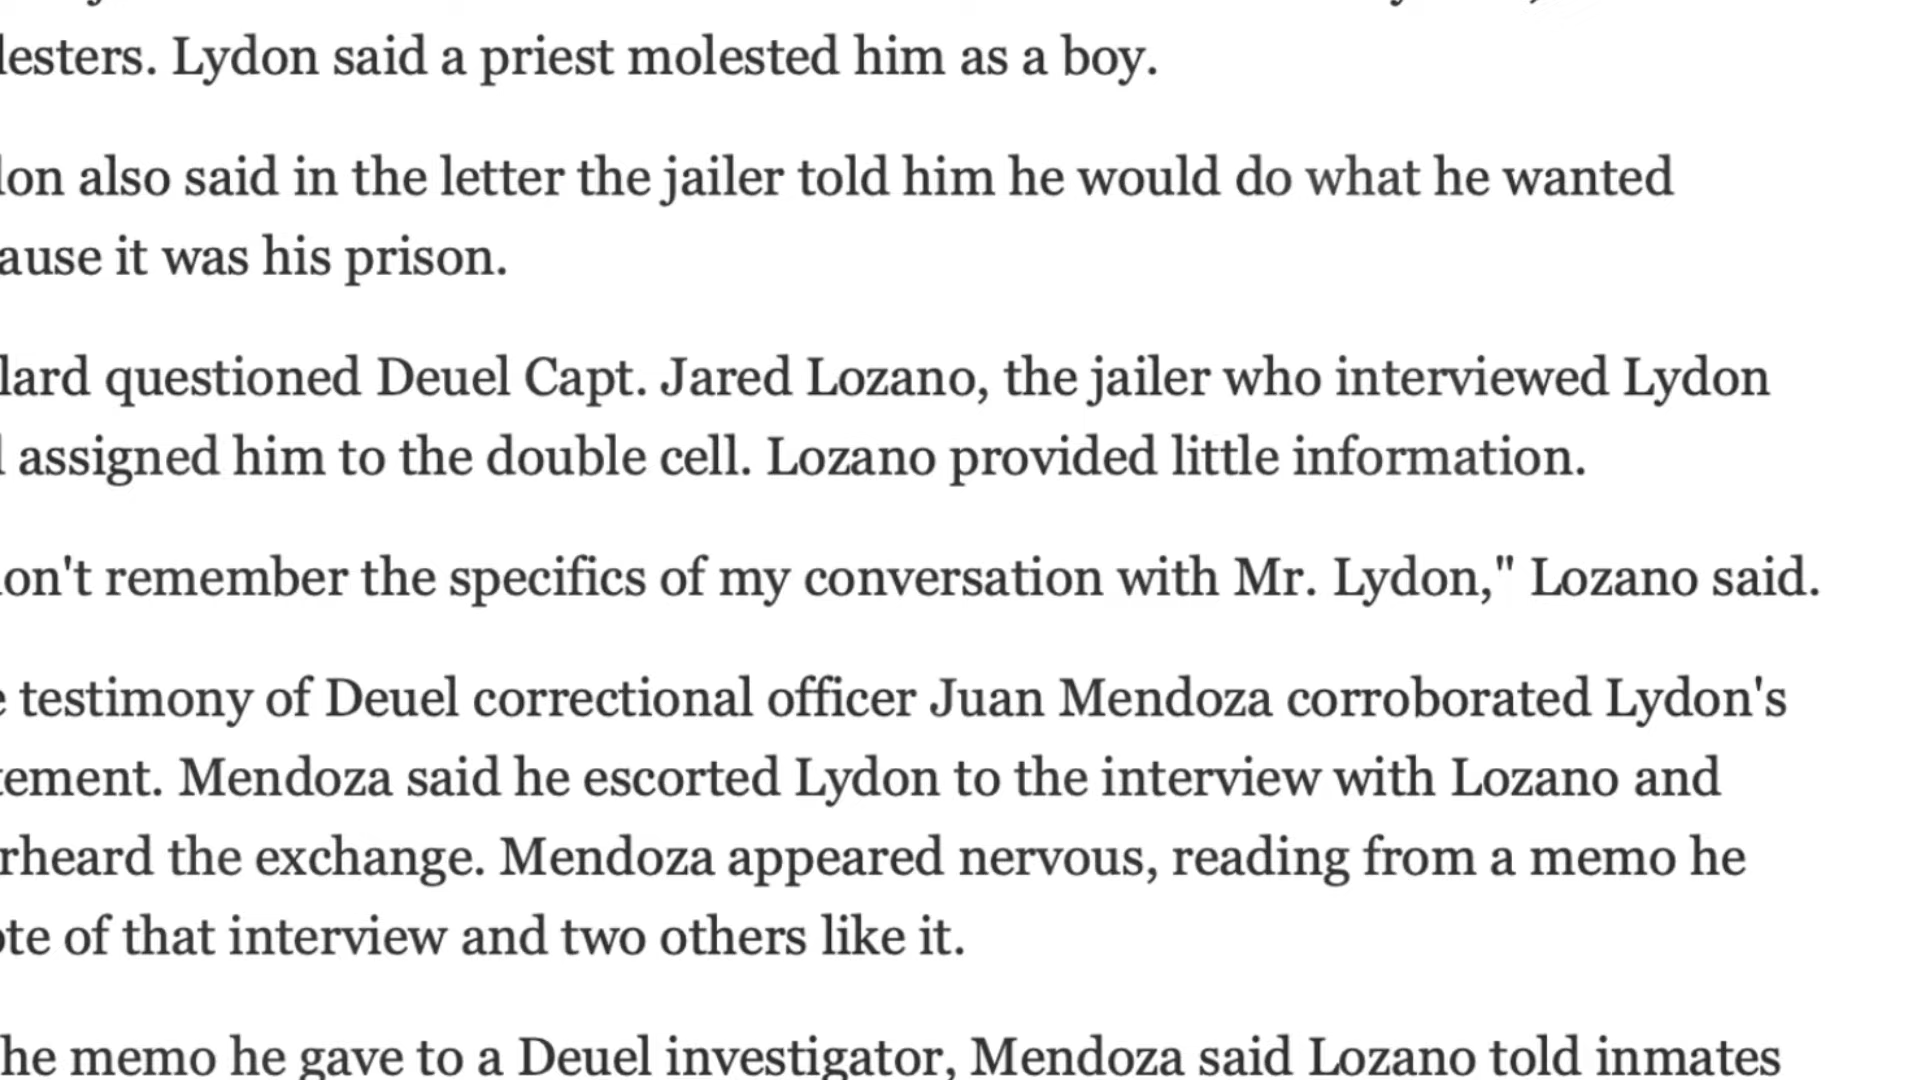 lesters. Lydon said a priest molested him as a boy.
lon also said in the letter the jailer told him he would do what he wanted
ause it was his prison.
lard questioned Deuel Capt. Jared Lozano, the jailer who interviewed Lydon
assigned him to the double cell. Lozano provided little information.
on't remember the specifics of my conversation with Mr. Lydon," Lozano said.
e testimony of Deuel correctional officer Juan Mendoza corroborated Lydon's
tement. Mendoza said he escorted Lydon to the interview with Lozano and
rheard the exchange. Mendoza appeared nervous, reading from a memo he
ote of that interview and two others like it.
he memo he gave to a Deuel investigator, Mendoza said Lozano told inmates